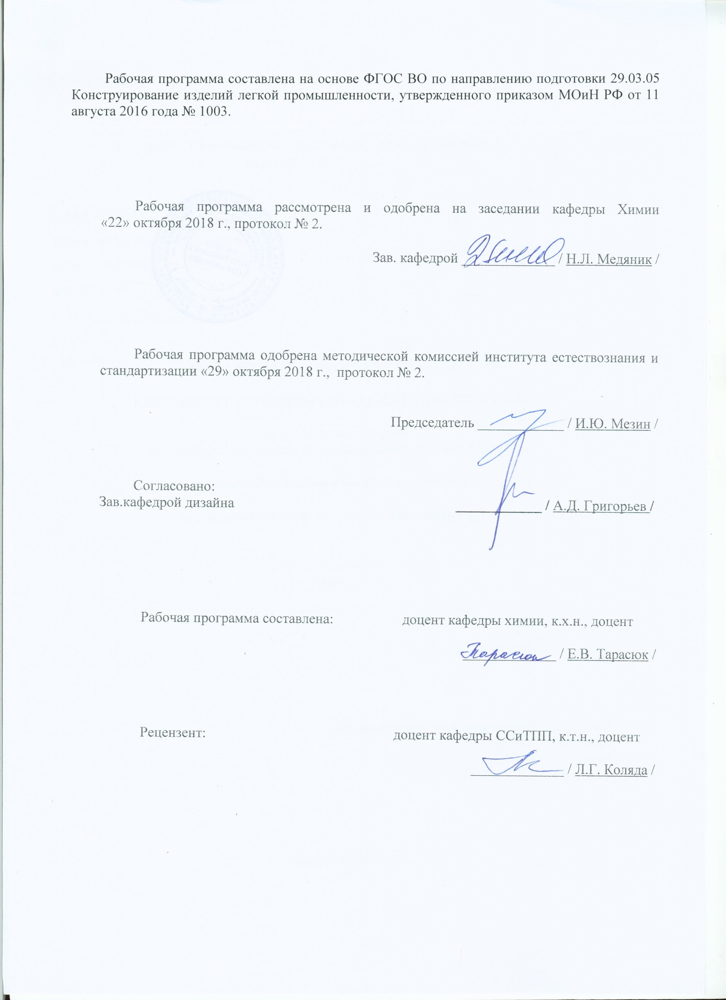 Рабочая программа составлена на основе ФГОС ВО по направлению подготовки 29.03.05
Конструирование изделий легкой промышленности, утвержденного приказом МОиН РФ от 11
августа 2016 года № 1003.
Рабочая программа рассмотрена и одобрена на заседании кафедры Химии
«22» октября 2018 г., протокол № 2.
Зав. кафедрой / Н.Л. Медяник /
Рабочая программа одобрена методической комиссией института естествознания и
стандартизации «29» октября 2018 г., протокол № 2.
Председатель / И.Ю. Мезин /
Согласовано:
Зав.кафедрой дизайна / А.Д. Григорьев /
Рабочая программа составлена: доцент кафедры химии, к.х.н., доцент
Тарасюк / Е.В. Тарасюк /
Рецензент: доцент кафедры ССиТПП, к.т.н., доцент
/ Л.Г. Коляда /